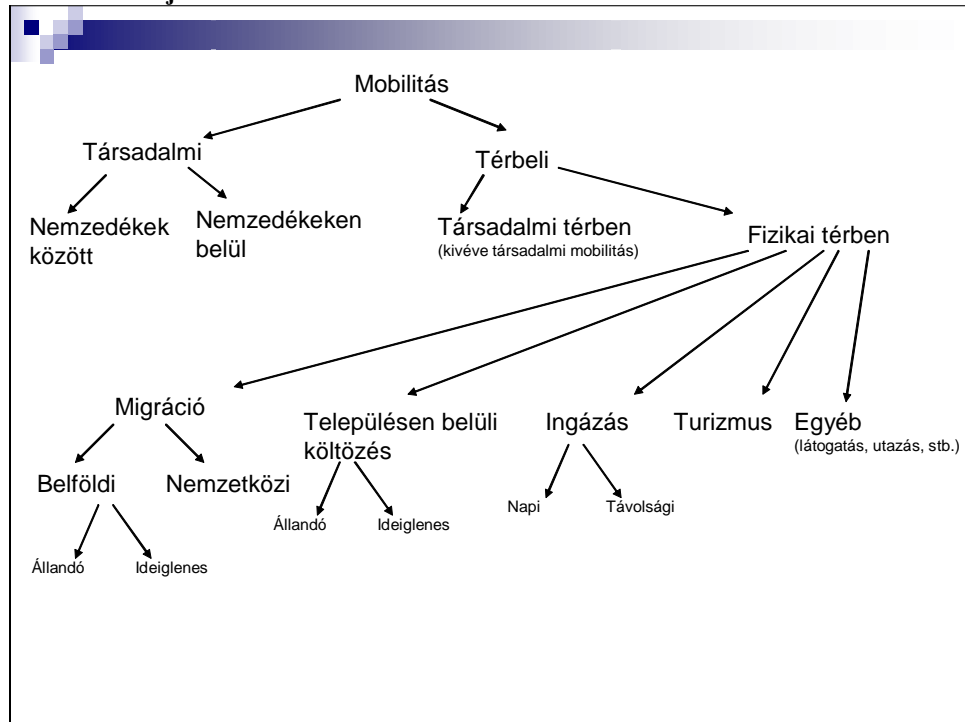 Mobilitás
Társadalmi
Térbeli
Nemzedékek
között
Nemzedékeken
belül
Társadalmi térben
(kivéve társadalmi mobilitás)
Fizikai térben
Migráció
Településen belüli
költözés
Ingázás
Turizmus
Egyéb
(látogatás, utazás, stb.)
Belföldi
Nemzetközi
Állandó
Ideiglenes
Napi
Távolsági
Állandó
Ideiglenes